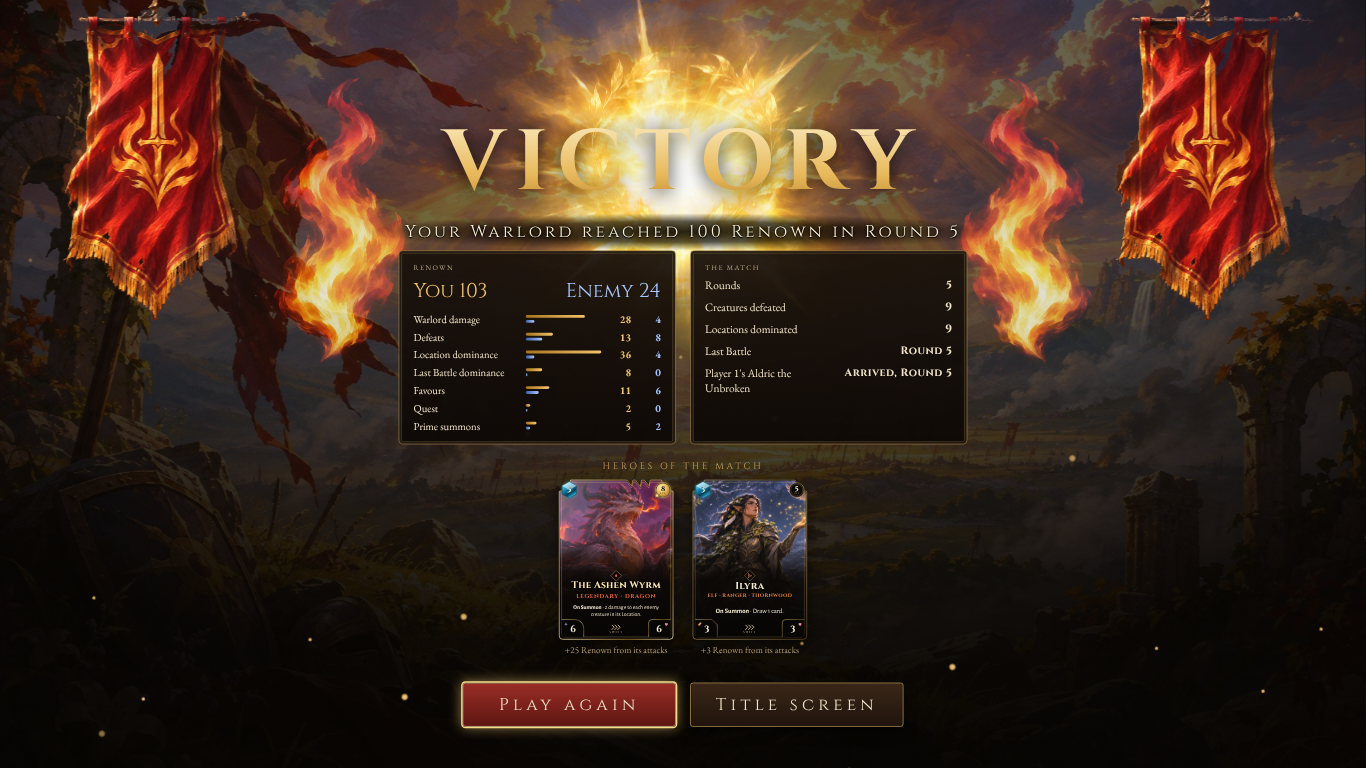 VICTORY
Your Warlord reached 100 Renown in Round 5
RENOWN
You 103 Enemy 24
Warlord damage 28 4
Defeats 13 8
Location dominance 36 4
Last Battle dominance 8 0
Favours 11 6
Quest 2 0
Prime summons 5 2
THE MATCH
Rounds 5
Creatures defeated 9
Locations dominated 9
Last Battle Round 5
Player 1's Aldric the Unbroken Arrived, Round 5
HEROES OF THE MATCH
8
The Ashen Wyrm
LEGENDARY · DRAGON
On Summon · 2 damage to each enemy
creature in its Location.
6 6
+25 Renown from its attacks
5
Ilyra
ELF · RANGER · THORNWOOD
On Summon · Draw 1 card.
3 3
+3 Renown from its attacks
Play again
Title screen